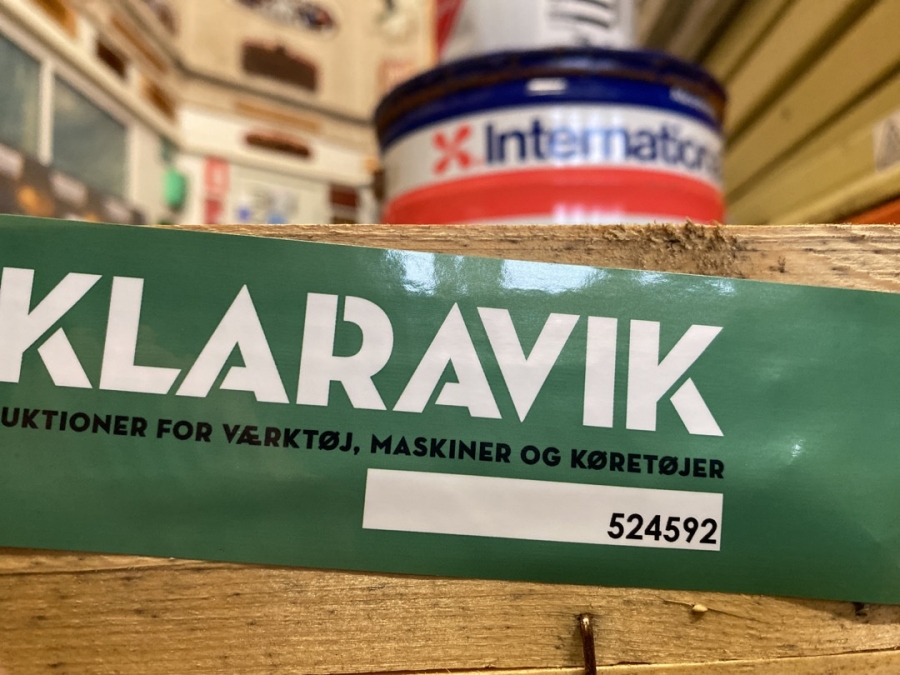 International
KLARAVIK
UKTIONER FOR VÆRKTØJ, MASKINER OG KØRETØJER
524592